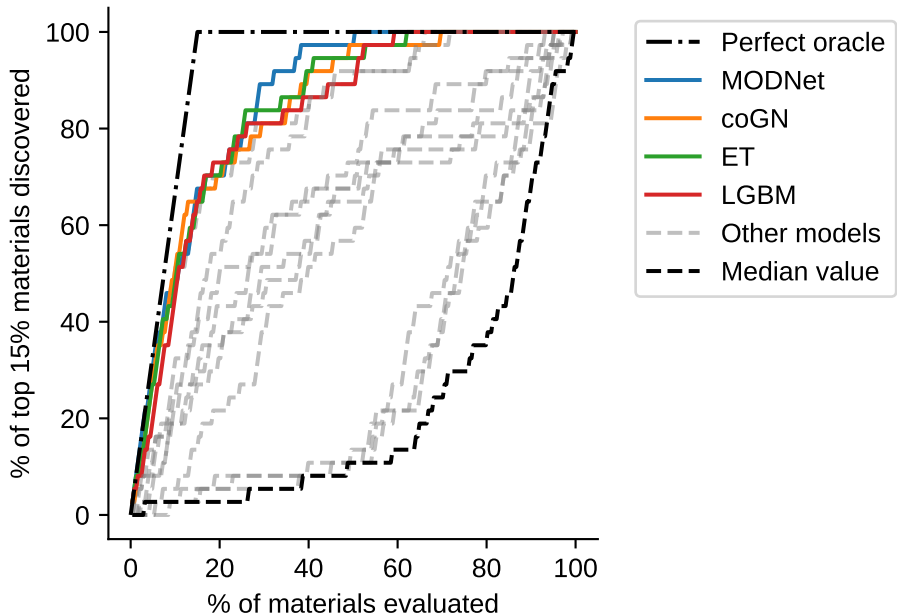 % of top 15% materials discovered
100
80
60
40
20
0
0 20 40 60 80 100
% of materials evaluated
Perfect oracle
MODNet
coGN
ET
LGBM
Other models
Median value